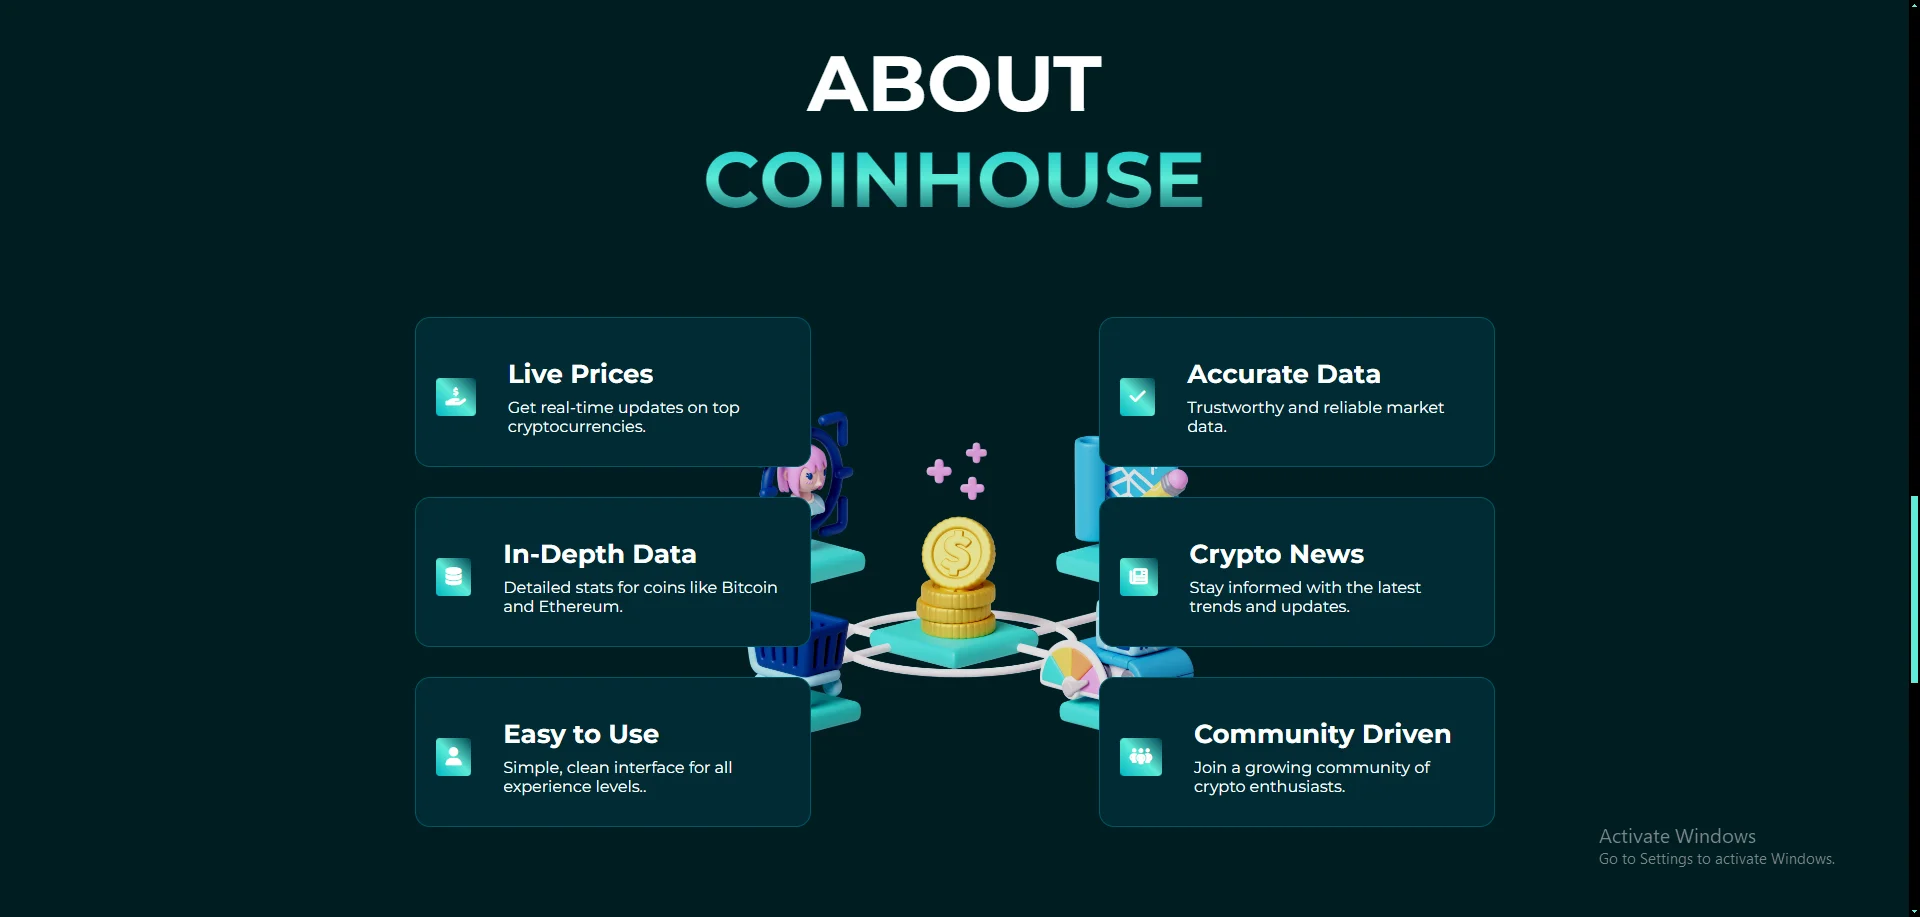 ABOUT
COINHOUSE
Live Prices
Get real-time updates on top
cryptocurrencies.
In-Depth Data
Detailed stats for coins like Bitcoin
and Ethereum.
Easy to Use
Simple, clean interface for all
experience levels..
Accurate Data
Trustworthy and reliable market
data.
Crypto News
Stay informed with the latest
trends and updates.
Community Driven
Join a growing community of
crypto enthusiasts.
Activate Windows
Go to Settings to activate Windows.